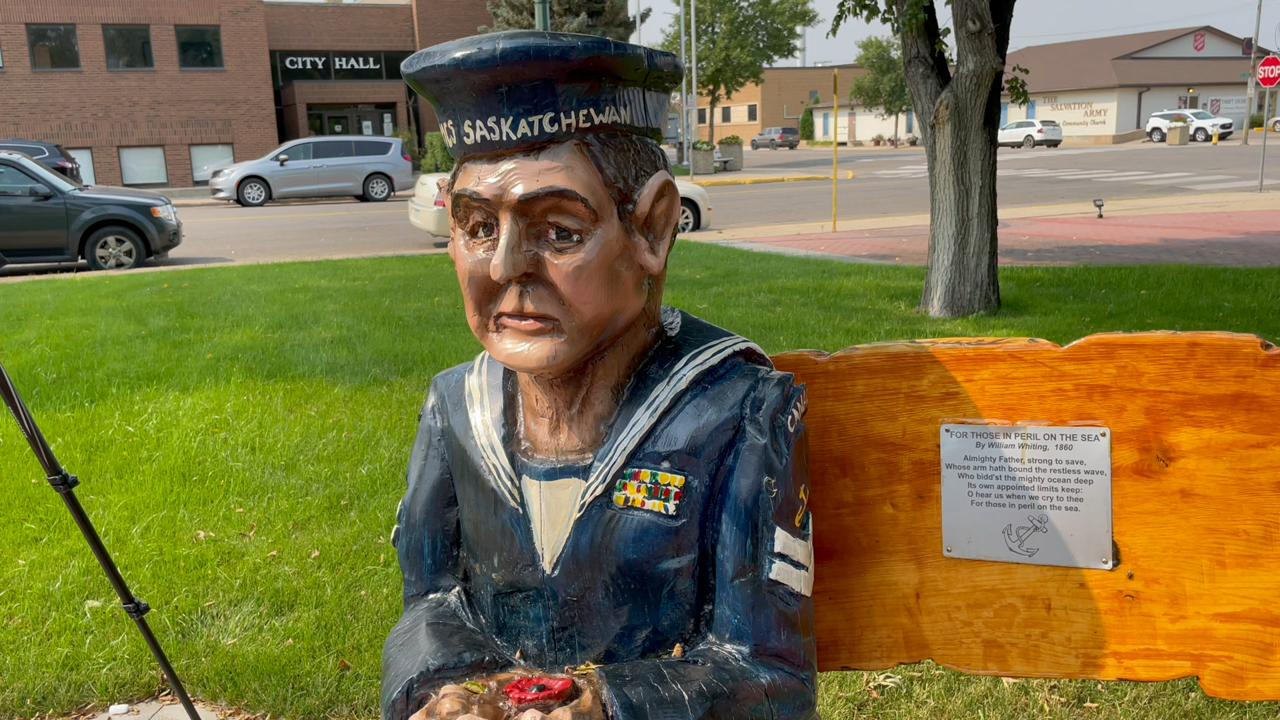 CITY HALL
STOP
THE
SALVATION
ARMY
Community Church
THRIFT STORE
SASKATCHEWAN
FOR THOSE IN PERIL ON THE SEA
By William Whiting, 1860
Almighty Father, strong to save,
Whose arm hath bound the restless wave,
Who bidd'st the mighty ocean deep
Its own appointed limits keep:
O hear us when we cry to thee
For those in peril on the sea.